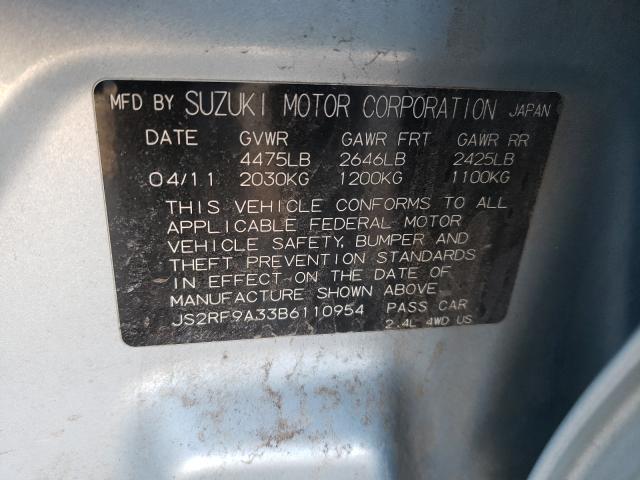 MFD BY SUZUKI MOTOR CORPORATION JAPAN
DATE GVWR GAWR FRT GAWR RR
4475LB 2646LB 2425LB
04/11 2030KG 1200KG 1100KG
THIS VEHICLE CONFORMS TO ALL
APPLICABLE FEDERAL MOTOR
VEHICLE SAFETY, BUMPER AND
THEFT PREVENTION STANDARDS
IN EFFECT ON THE DATE OF
MANUFACTURE SHOWN ABOVE.
JS2RF9A33B6110954 PASS CAR
2.4L 4WD US